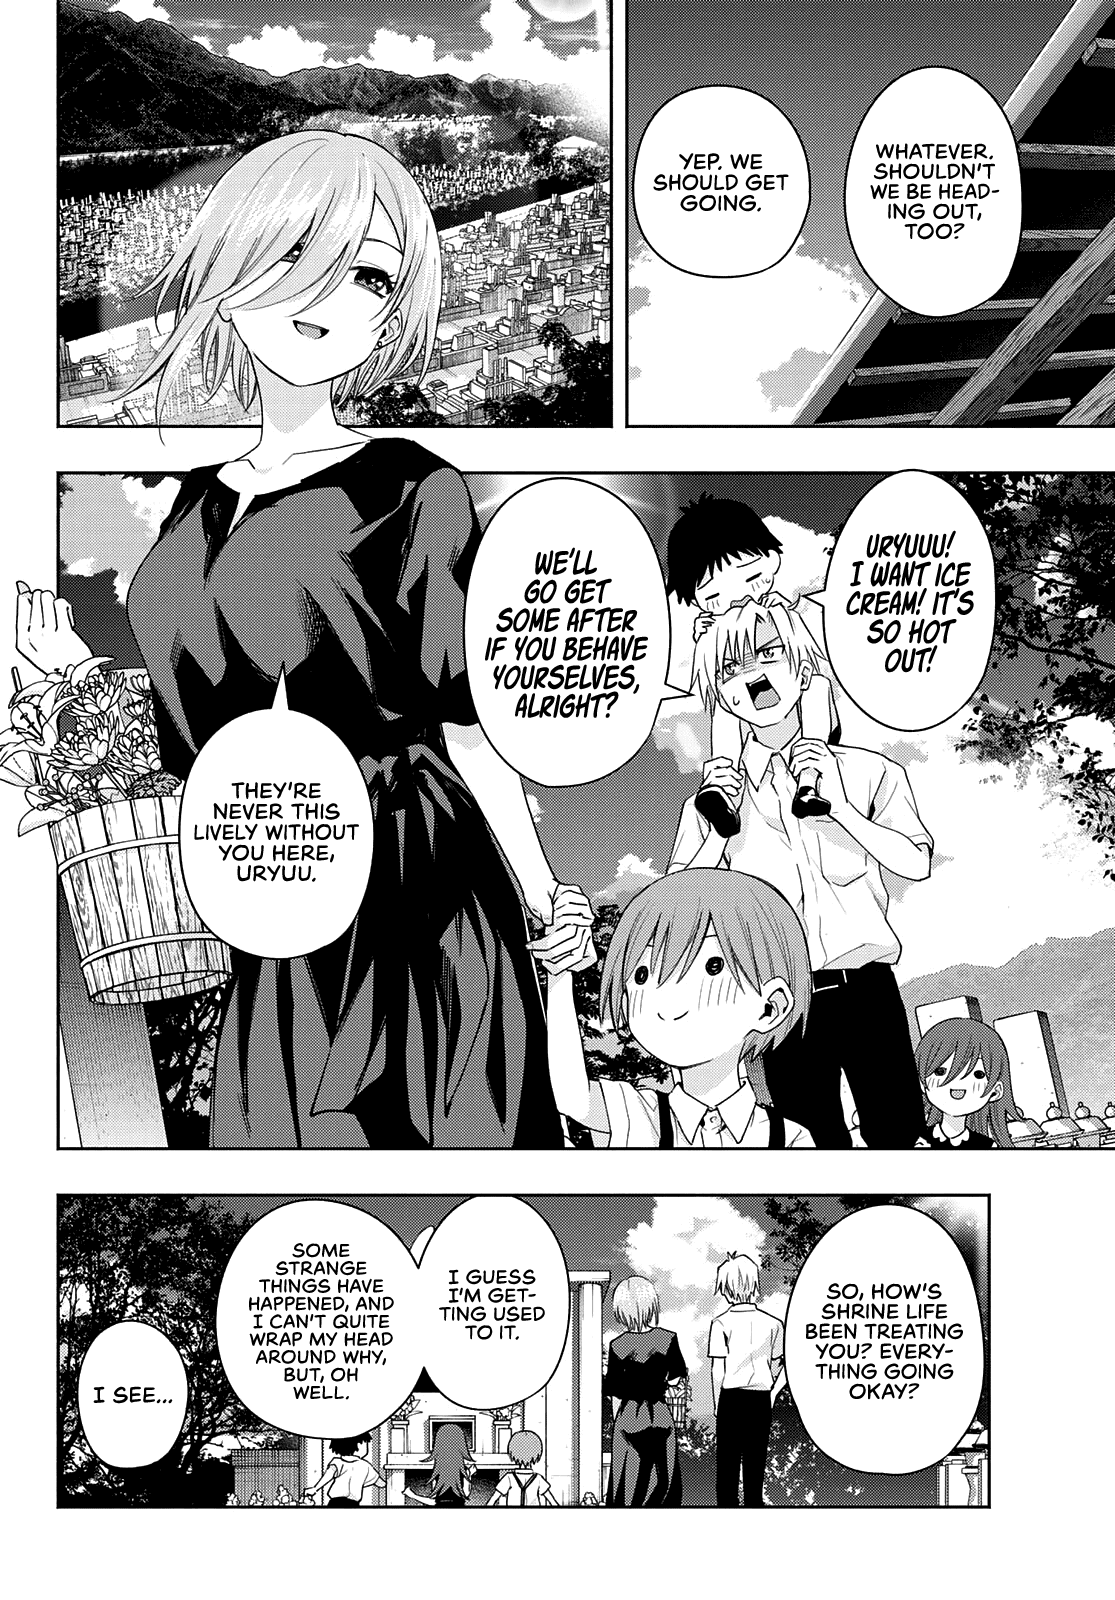 WHATEVER.
SHOULDN'T
WE BE HEAD-
ING OUT,
TOO?
YEP. WE
SHOULD GET
GOING.
URYUUU!
I WANT ICE
CREAM! IT'S
SO HOT
OUT!
WE'LL
GO GET
SOME AFTER
IF YOU BEHAVE
YOURSELVES,
ALRIGHT?
THEY'RE
NEVER THIS
LIVELY WITHOUT
YOU HERE,
URYUU.
SO, HOW'S
SHRINE LIFE
BEEN TREATING
YOU? EVERY-
THING GOING
OKAY?
I GUESS
I'M GET-
TING USED
TO IT.
SOME
STRANGE
THINGS HAVE
HAPPENED, AND
I CAN'T QUITE
WRAP MY HEAD
AROUND WHY,
BUT, OH
WELL.
I SEE...